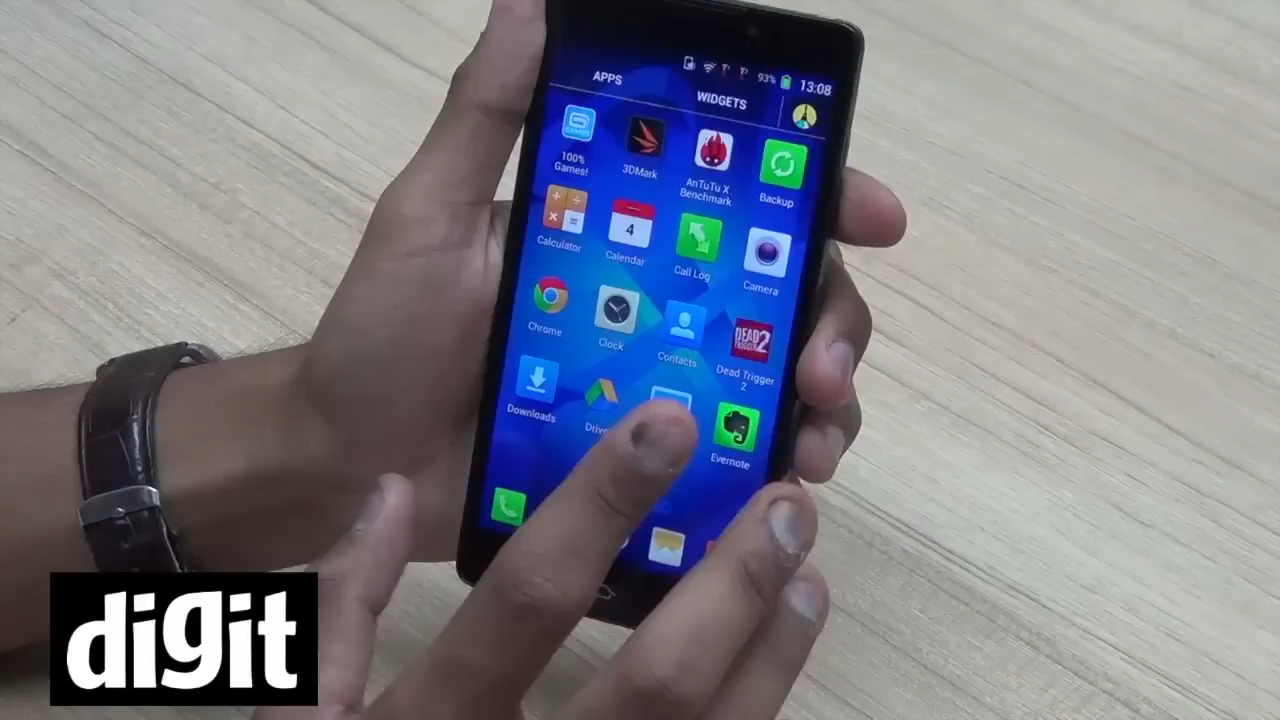 93% 13:08
APPS WIDGETS
100%
Games!
3DMark
AnTuTu X
Benchmark
Backup
Calculator
4
Calendar
Call Log
Camera
Chrome
Clock
Contacts
DEAD
TRIGGER
2
Dead Trigger
2
Downloads
Drive
Evernote
digit